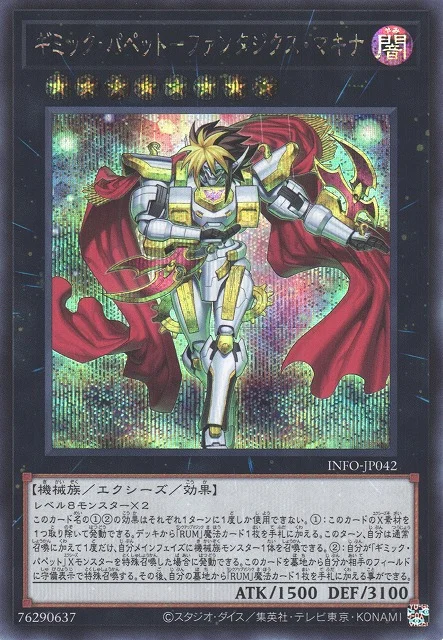 ギミック・パペット-ファンタジクス・マキナ
闇
INFO-JP042
【機械族/エクシーズ/効果】
レベル8モンスター×2
このカード名の①②の効果はそれぞれ1ターンに1度しか使用できない。①：このカードのX素材を
1つ取り除いて発動できる。デッキから「RUM」魔法カード1枚を手札に加える。このターン、自分は通常
召喚に加えて1度だけ、自分メインフェイズに機械族モンスター1体を召喚できる。②：自分が「ギミック・
パペット」Xモンスターを特殊召喚した場合に発動できる。このカードを墓地から自分か相手のフィール
ドに守備表示で特殊召喚する。その後、自分の墓地から「RUM」魔法カード1枚を手札に加える事ができる。
ATK/1500 DEF/3100
76290637
©スタジオ・ダイス/集英社・テレビ東京・KONAMI